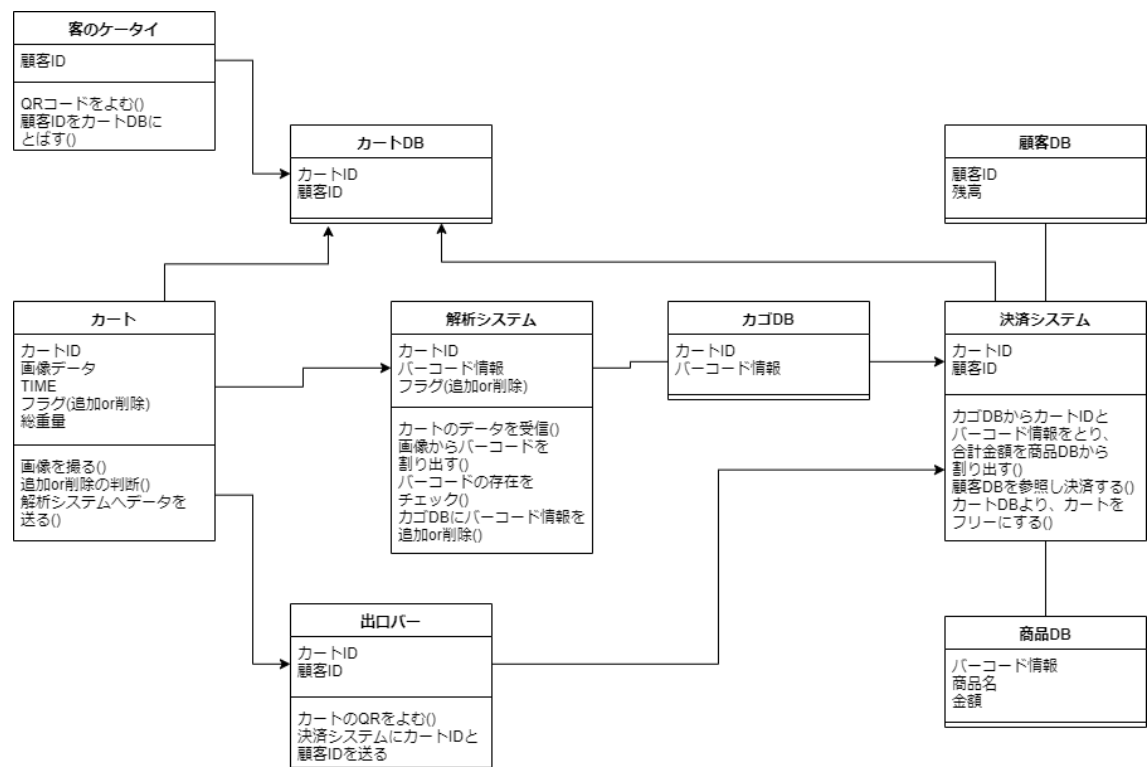 客のケータイ
顧客ID
QRコードをよむ()
顧客IDをカートDBに
とばす()
カートDB
カートID
顧客ID
顧客DB
顧客ID
残高
カート
カートID
画像データ
TIME
フラグ(追加or削除)
総重量
画像を撮る()
追加or削除の判断()
解析システムへデータを
送る()
解析システム
カートID
バーコード情報
フラグ(追加or削除)
カートのデータを受信()
画像からバーコードを
割り出す()
バーコードの存在を
チェック()
カゴDBにバーコード情報を
追加or削除()
カゴDB
カートID
バーコード情報
決済システム
カートID
顧客ID
カゴDBからカートIDと
バーコード情報をとり、
合計金額を商品DBから
割り出す()
顧客DBを参照し決済する()
カートDBより、カートを
フリーにする()
出口バー
カートID
顧客ID
カートのQRをよむ()
決済システムにカートIDと
顧客IDを送る
商品DB
バーコード情報
商品名
金額